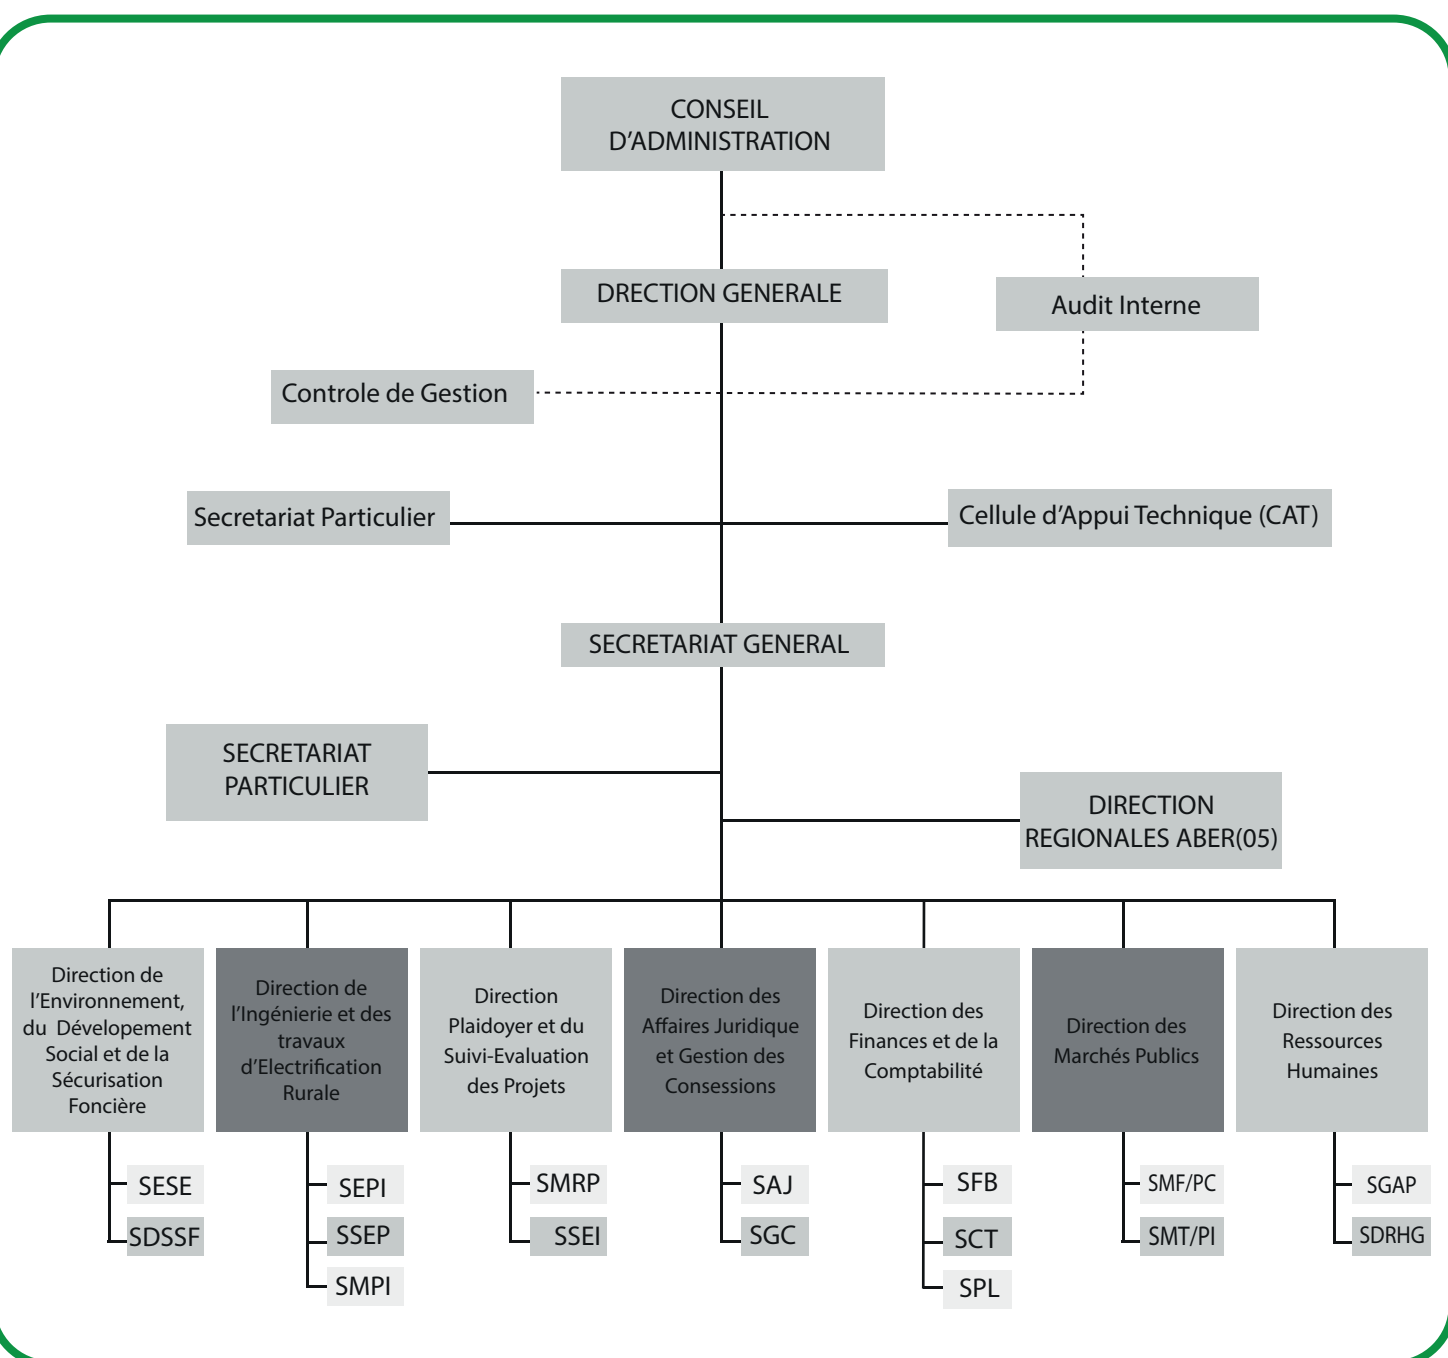 CONSEIL
D'ADMINISTRATION
DRECTION GENERALE
Audit Interne
Controle de Gestion
Secretariat Particulier
Cellule d'Appui Technique (CAT)
SECRETARIAT GENERAL
SECRETARIAT
PARTICULIER
DIRECTION
REGIONALES ABER(05)
Direction de
l'Environnement,
du Dévelopement
Social et de la
Sécurisation
Foncière
Direction de
l'Ingénierie et des
travaux
d'Electrification
Rurale
Direction
Plaidoyer et du
Suivi-Evaluation
des Projets
Direction des
Affaires Juridique
et Gestion des
Consessions
Direction des
Finances et de la
Comptabilité
Direction des
Marchés Publics
Direction des
Ressources
Humaines
SESE
SDSSF
SEPI
SSEP
SMPI
SMRP
SSEI
SAJ
SGC
SFB
SCT
SPL
SMF/PC
SMT/PI
SGAP
SDRHG